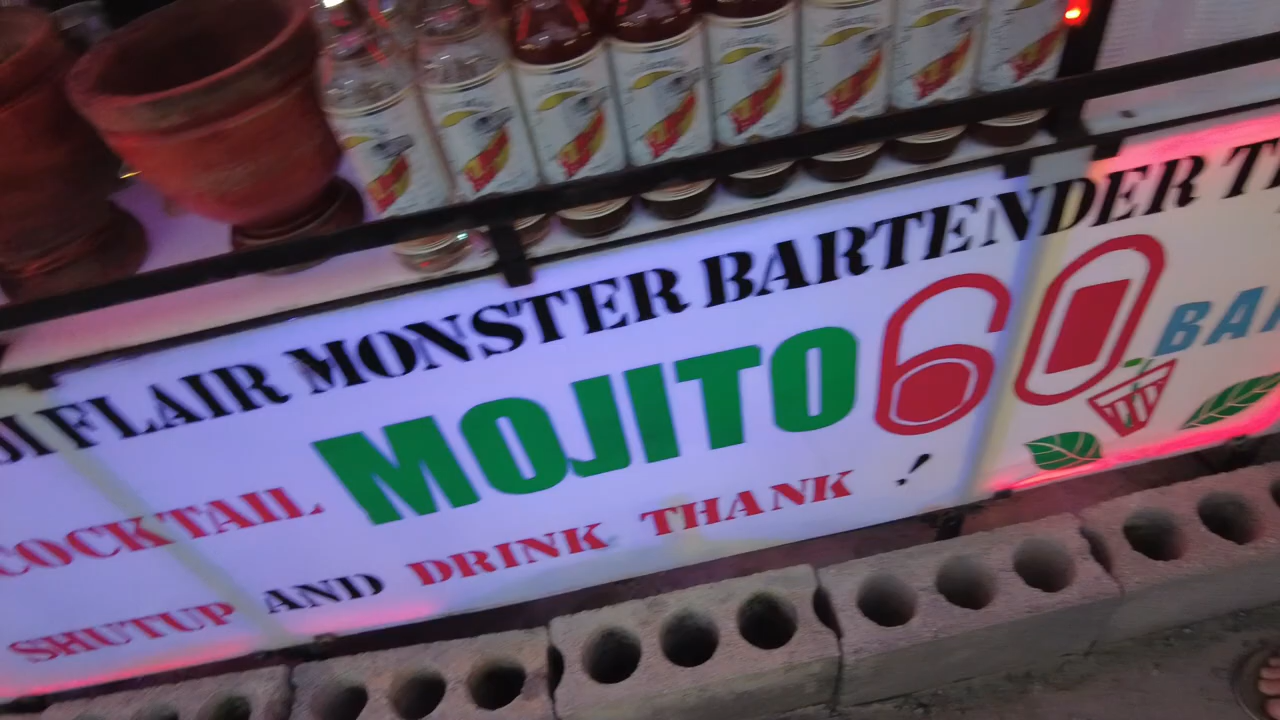 FLAIR MONSTER BARTENDER
COCKTAIL MOJITO 60
SHUTUP AND DRINK THANK !